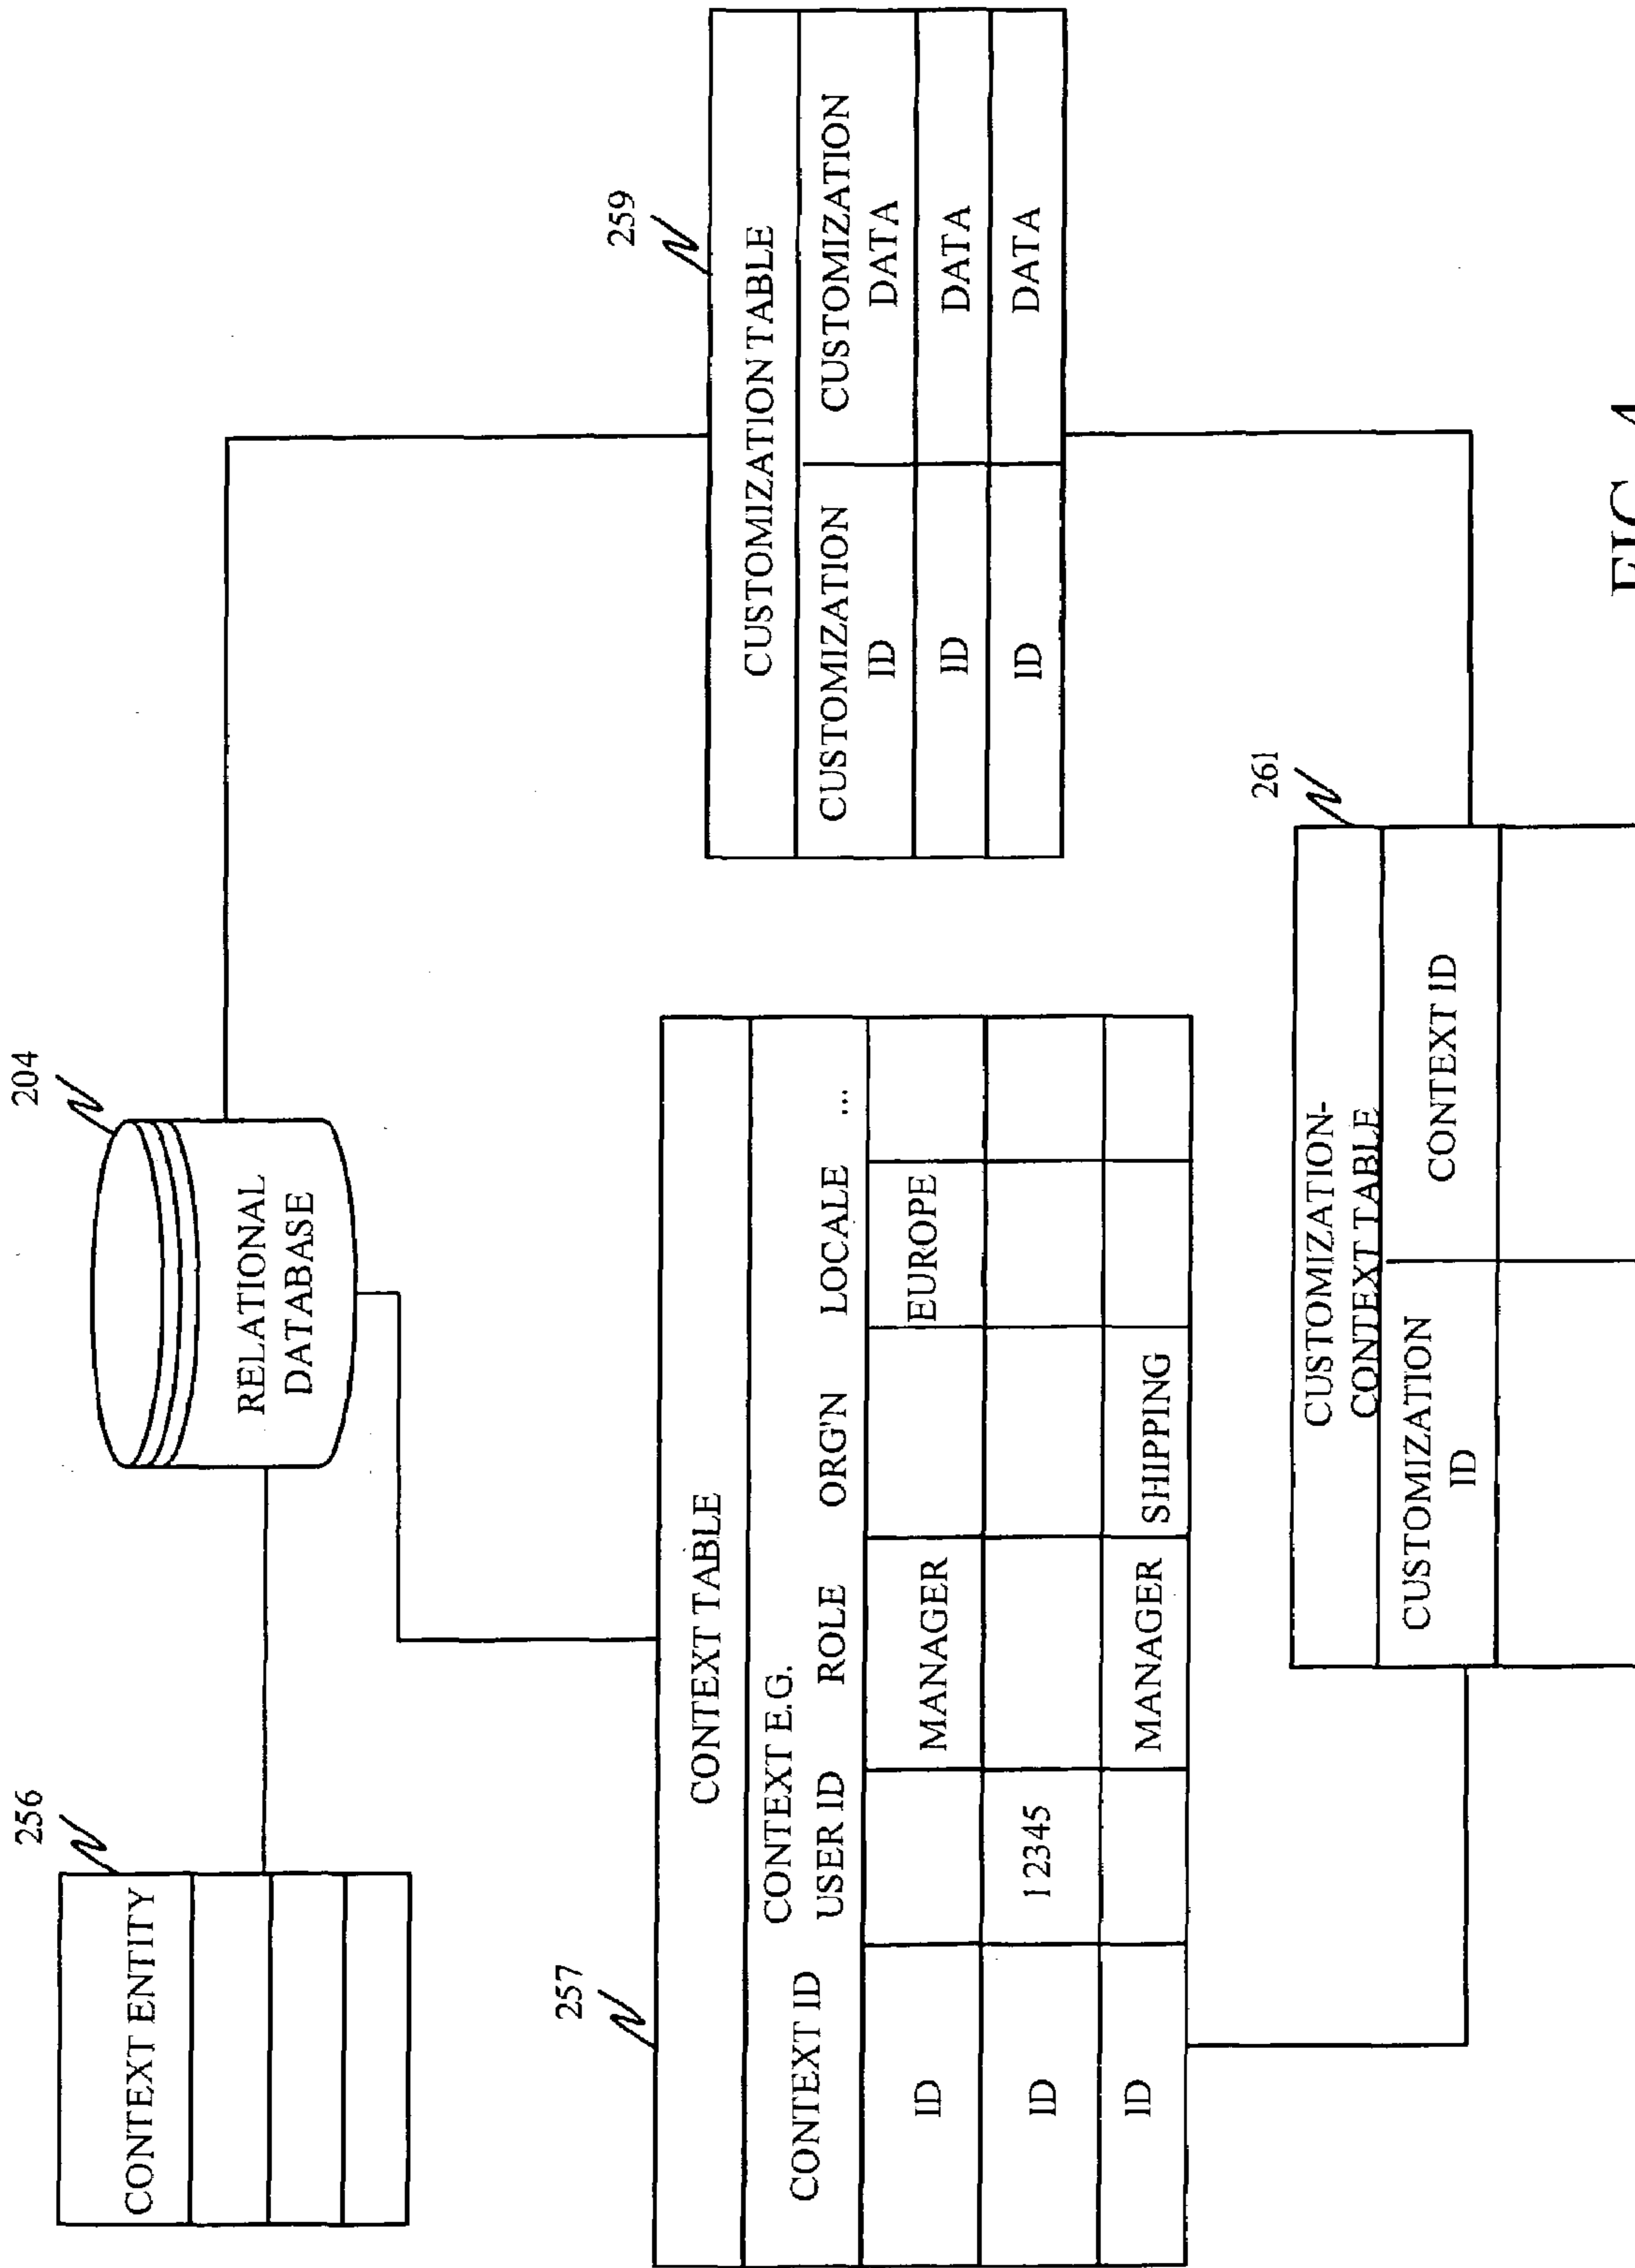 256
CONTEXT ENTITY
204
RELATIONAL
DATABASE
257
CONTEXT TABLE
CONTEXT ID
CONTEXT E.G.
USER ID ROLE ORG'N LOCALE ...
ID MANAGER EUROPE
ID 12345
ID MANAGER SHIPPING
259
CUSTOMIZATION TABLE
CUSTOMIZATION
ID
CUSTOMIZATION
DATA
ID DATA
ID DATA
261
CUSTOMIZATION-
CONTEXT TABLE
CUSTOMIZATION
ID
CONTEXT ID
FIG. 4